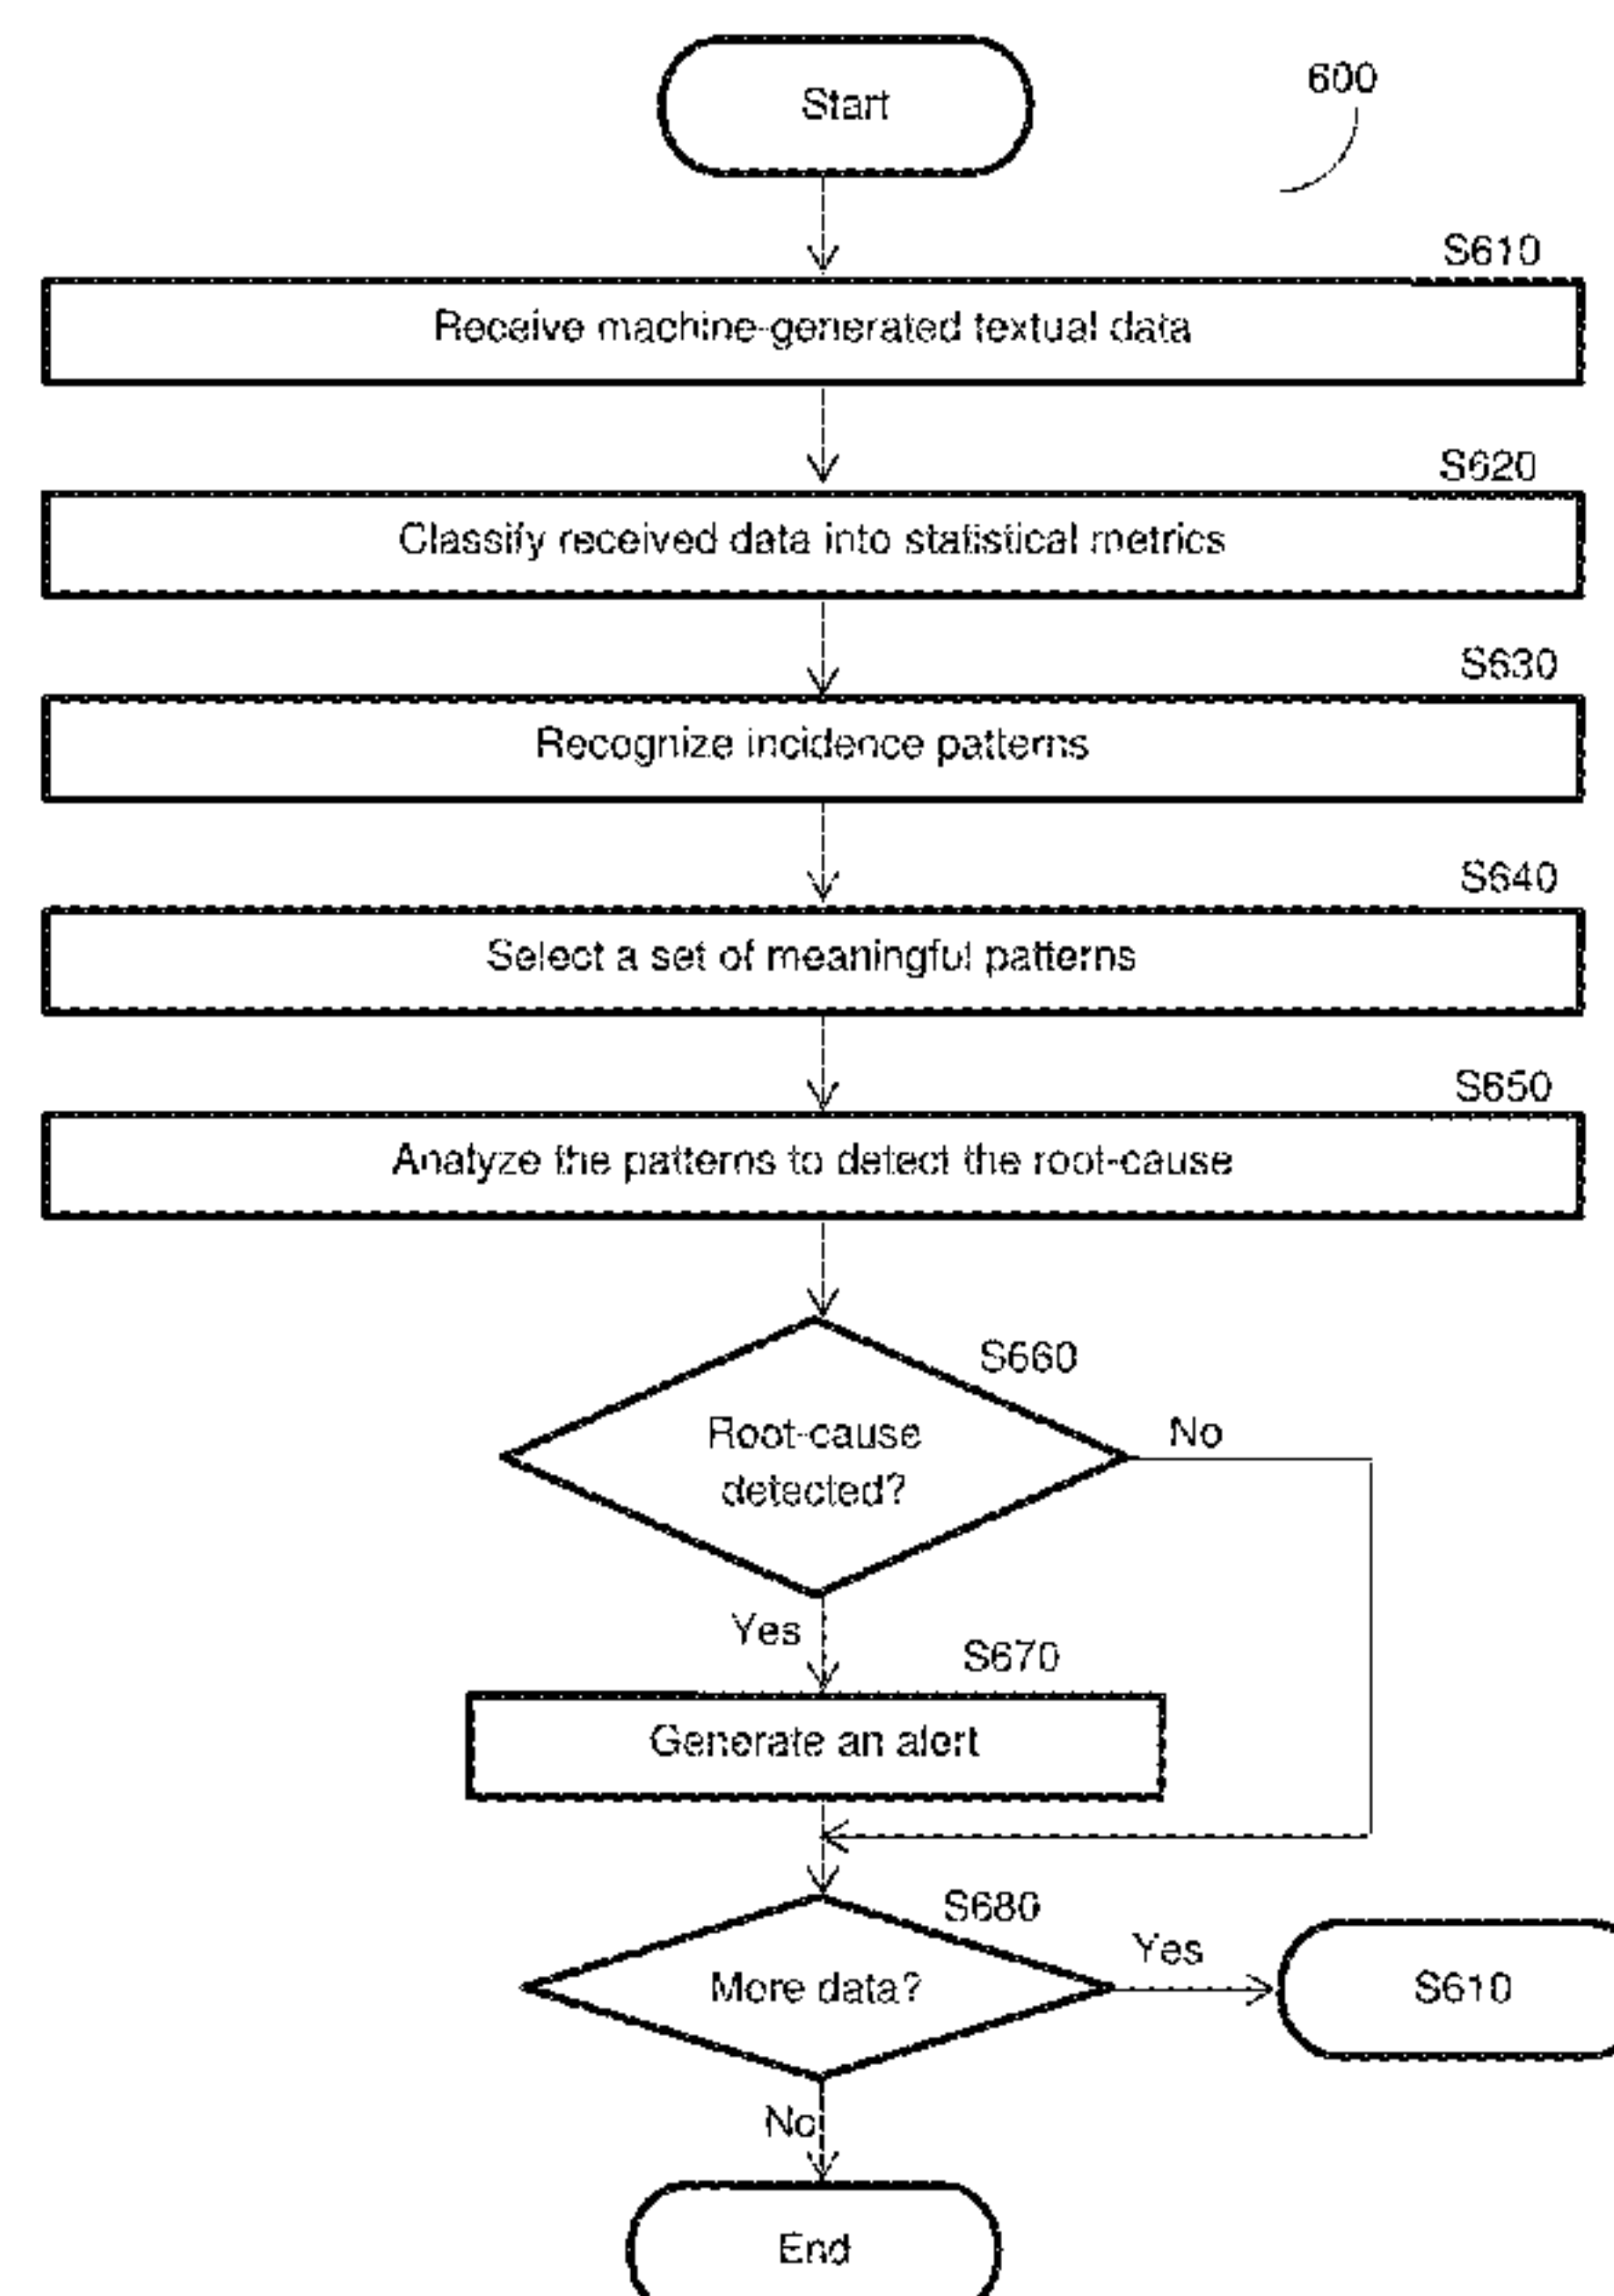 Start
600
S610
Receive machine-generated textual data
S620
Classify received data into statistical metrics
S630
Recognize incidence patterns
S640
Select a set of meaningful patterns
S650
Analyze the patterns to detect the root-cause
S660
Root-cause
detected?
No
Yes
S670
Generate an alert
S680
More data?
Yes
S610
No
End